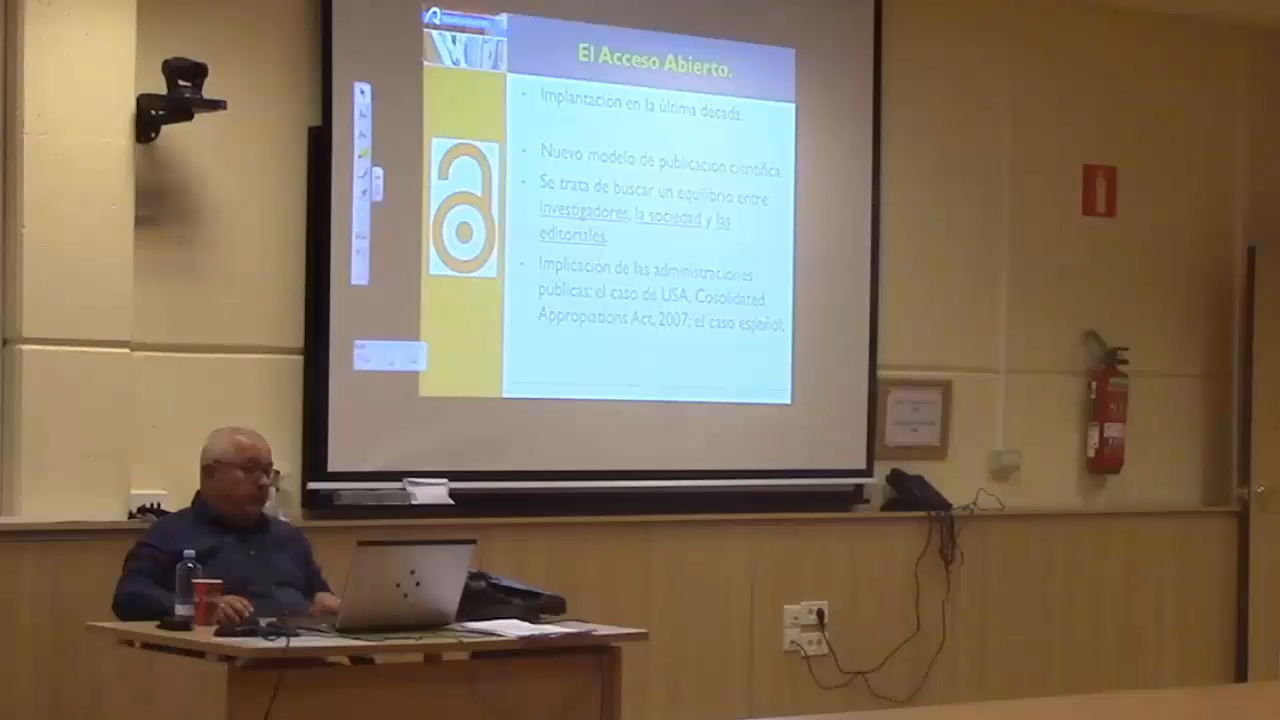 El Acceso Abierto.
- Implantación en la última década.
- Nuevo modelo de publicación científica.
- Se trata de buscar un equilibrio entre
investigadores, la sociedad y las
editoriales.
- Implicación de las administraciones
públicas: el caso de USA, Cosolidated
Appropiations Act, 2007; el caso español.